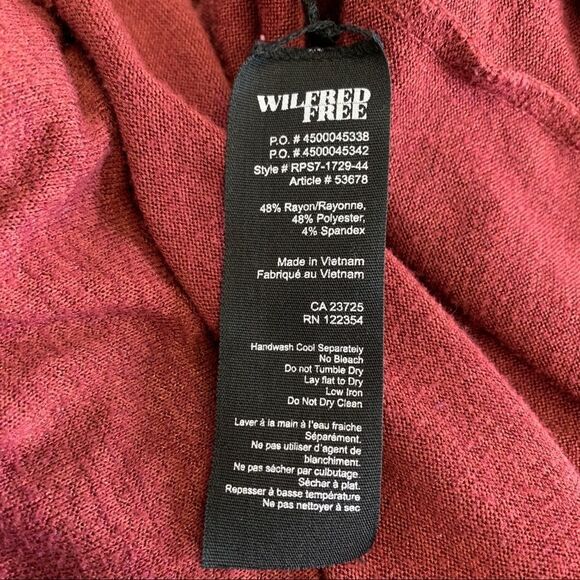 WILFRED
FREE
P.O. # 4500045338
P.O. # 4500045342
Style # RPS7-1729-44
Article # 53678
48% Rayon/Rayonne,
48% Polyester,
4% Spandex
Made in Vietnam
Fabriqué au Vietnam
CA 23725
RN 122354
Handwash Cool Separately
No Bleach
Do not Tumble Dry
Lay flat to Dry
Low Iron
Do Not Dry Clean
Laver à la main à l'eau fraiche
Séparément.
Ne pas utiliser d'agent de
blanchiment.
Ne pas sécher par culbutage.
Sécher à plat.
Repasser à basse température
Ne pas nettoyer à sec